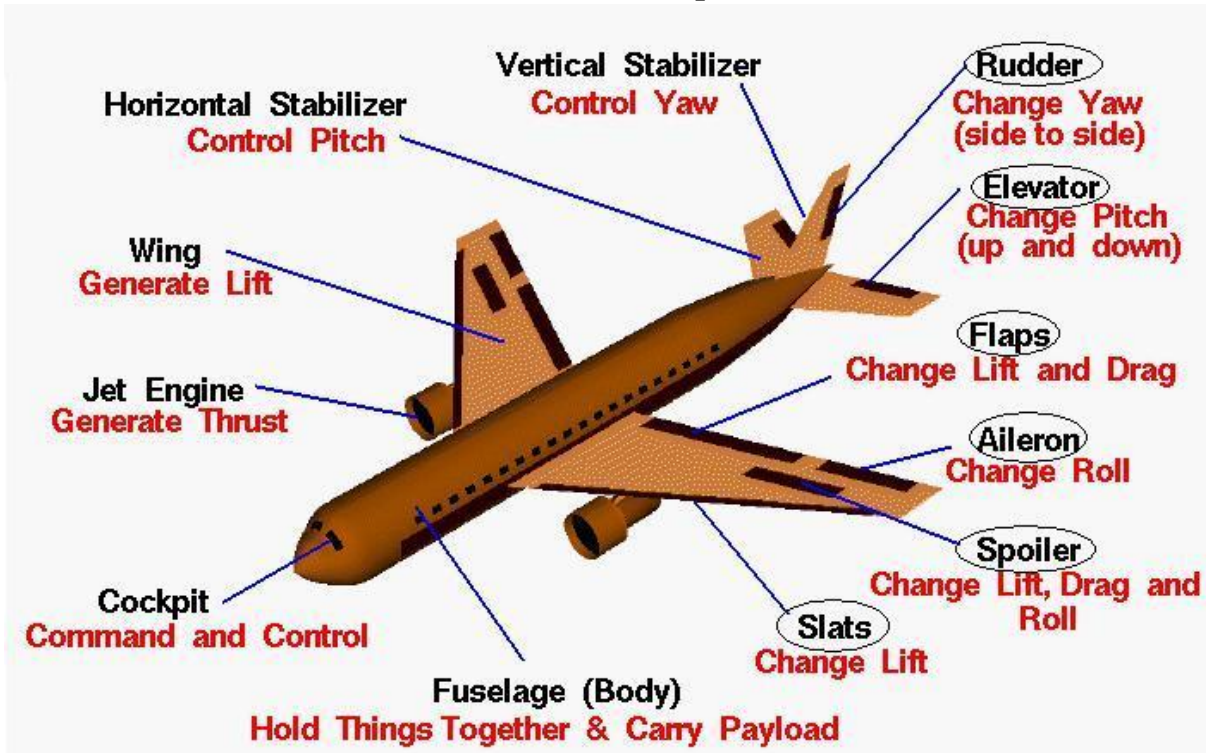 Vertical Stabilizer
Control Yaw
Rudder
Change Yaw
(side to side)
Horizontal Stabilizer
Control Pitch
Elevator
Change Pitch
(up and down)
Wing
Generate Lift
Flaps
Change Lift and Drag
Jet Engine
Generate Thrust
Aileron
Change Roll
Spoiler
Change Lift, Drag and
Roll
Cockpit
Command and Control
Slats
Change Lift
Fuselage (Body)
Hold Things Together & Carry Payload